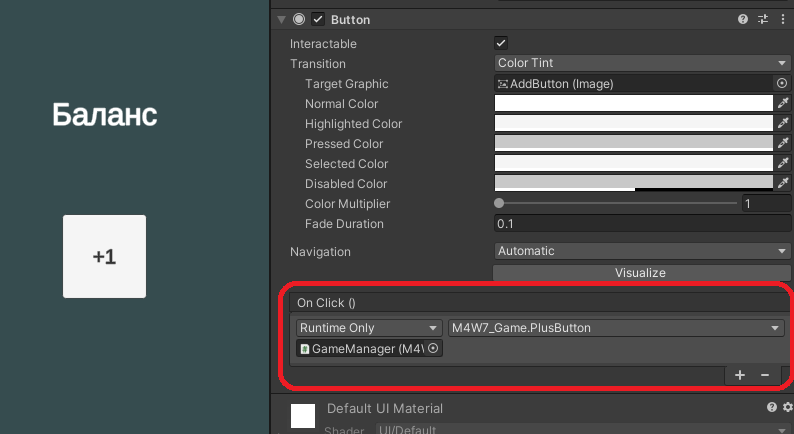 Баланс
+1
Button
Interactable
Transition Color Tint
Target Graphic AddButton (Image)
Normal Color
Highlighted Color
Pressed Color
Selected Color
Disabled Color
Color Multiplier 1
Fade Duration 0.1
Navigation Automatic
Visualize
On Click ()
Runtime Only M4W7_Game.PlusButton
GameManager (M4\
Default UI Material
Shader UI/Default